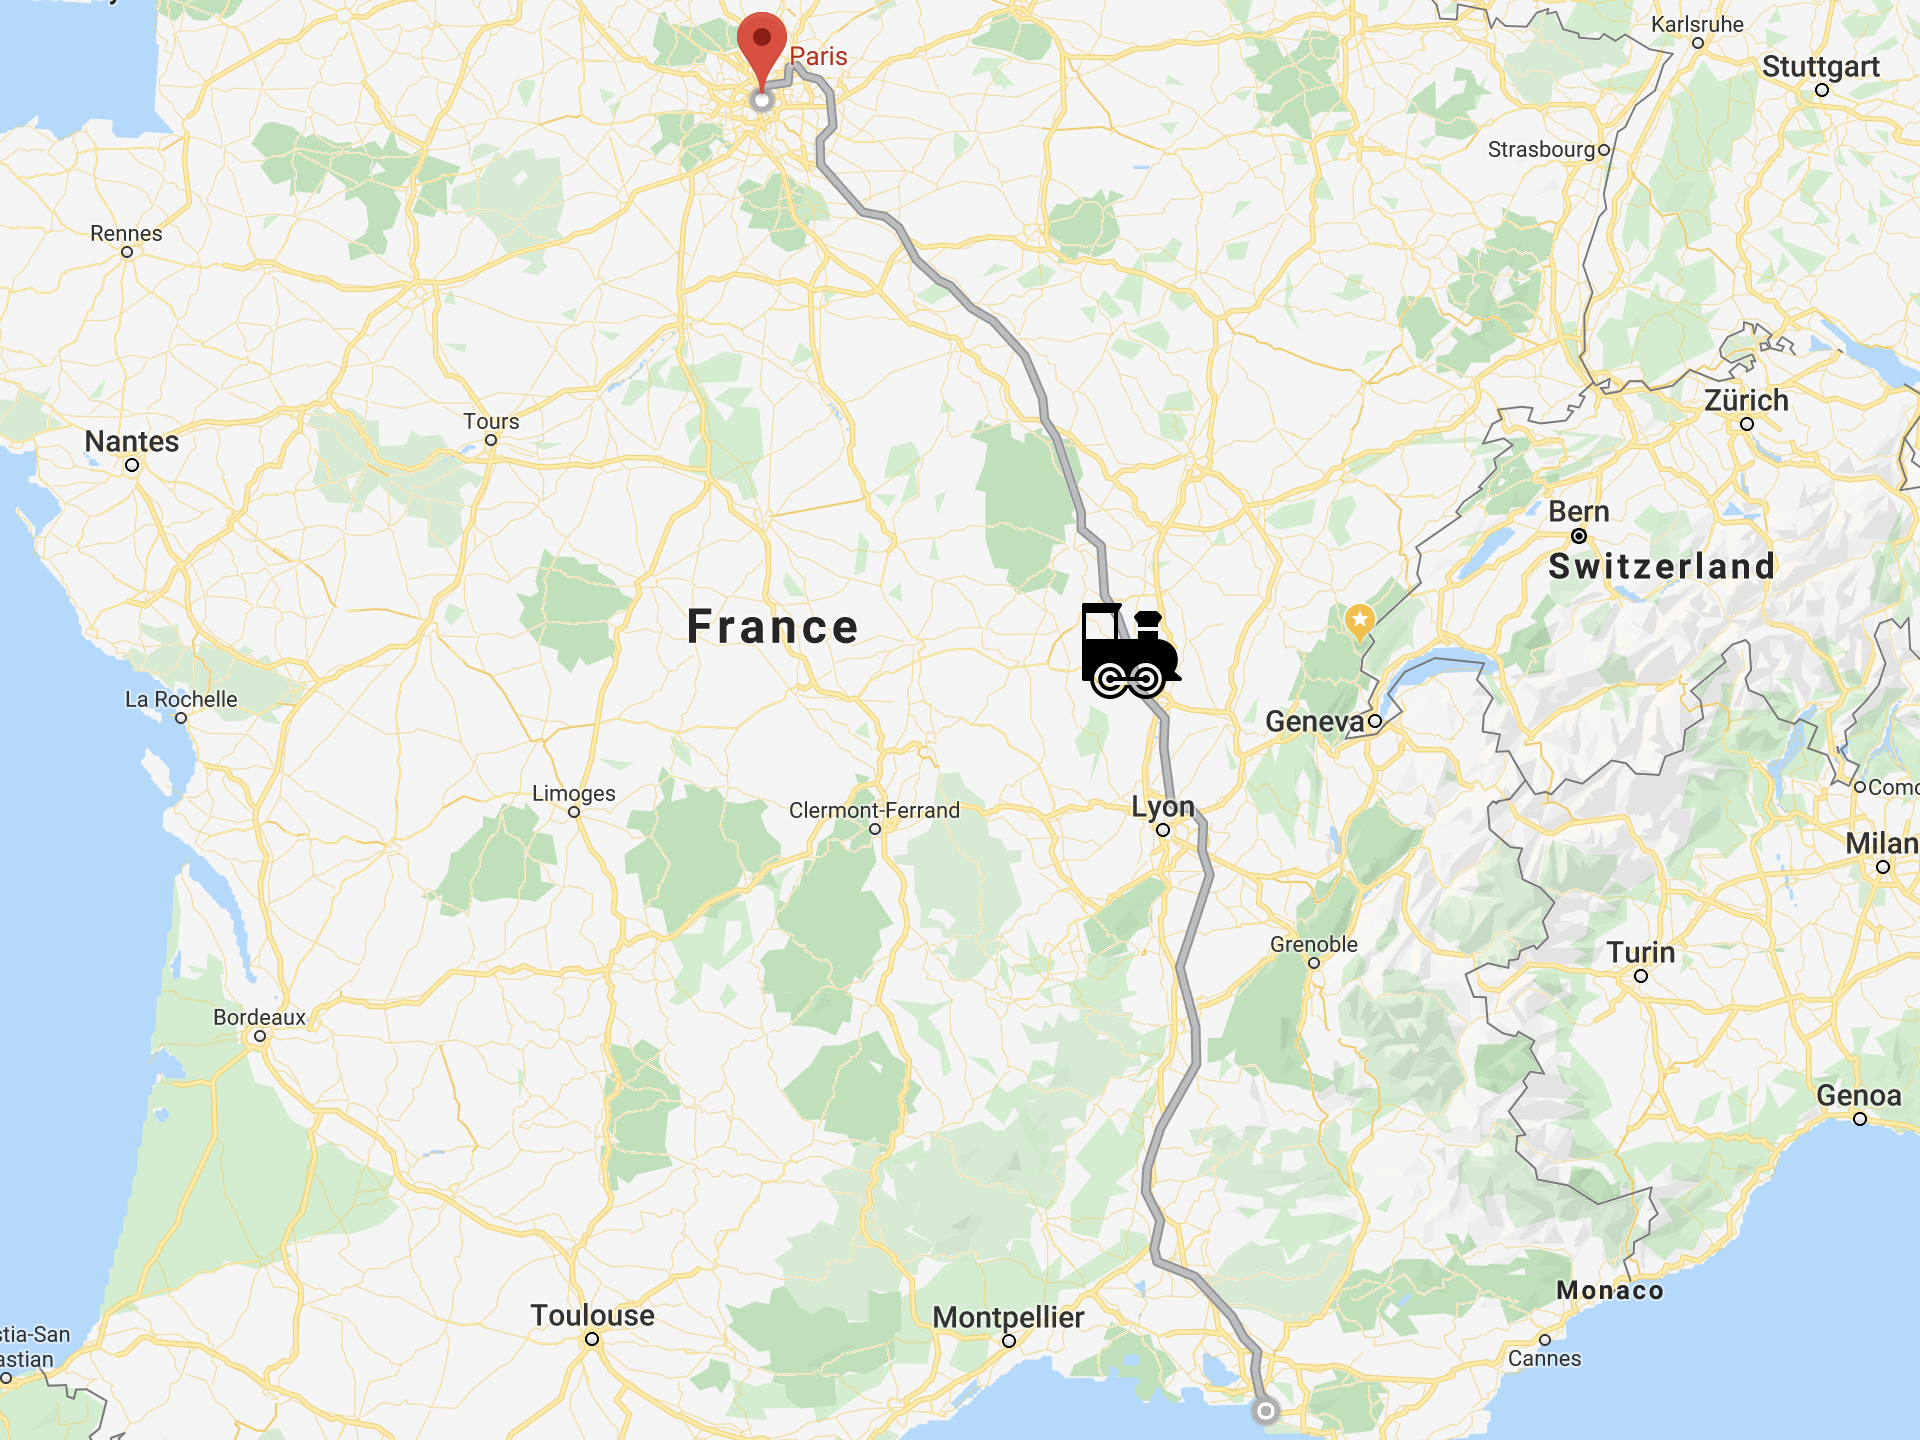 Karlsruhe
Paris
Stuttgart
Strasbourg
Rennes
Zürich
Tours
Nantes
Bern
Switzerland
France
La Rochelle
Geneva
Limoges
Clermont-Ferrand
Lyon
Como
Milan
Grenoble
Turin
Bordeaux
Genoa
Monaco
Toulouse
Montpellier
stia-San
astian
Cannes